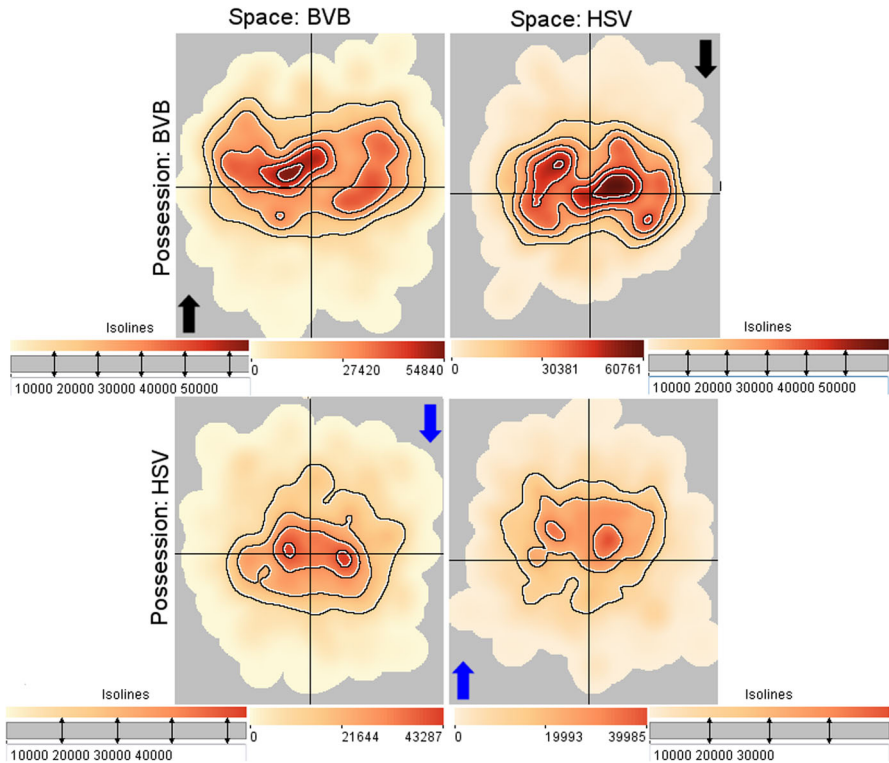 Space: BVB
Space: HSV
Possession: BVB
Isolines
10000 20000 30000 40000 50000
0 27420 54840
0 30381 60761
Isolines
10000 20000 30000 40000 50000
Possession: HSV
Isolines
10000 20000 30000 40000
0 21644 43287
0 19993 39985
Isolines
10000 20000 30000